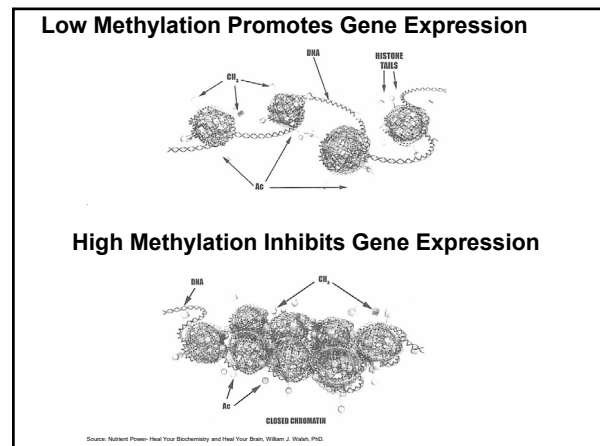 Low Methylation Promotes Gene Expression
DNA
HISTONE
TAILS
CH₃
Ac
High Methylation Inhibits Gene Expression
DNA
CH₃
Ac
CLOSED CHROMATIN
Source: Nutrient Power- Heal Your Biochemistry and Heal Your Brain, William J. Walsh, PhD.